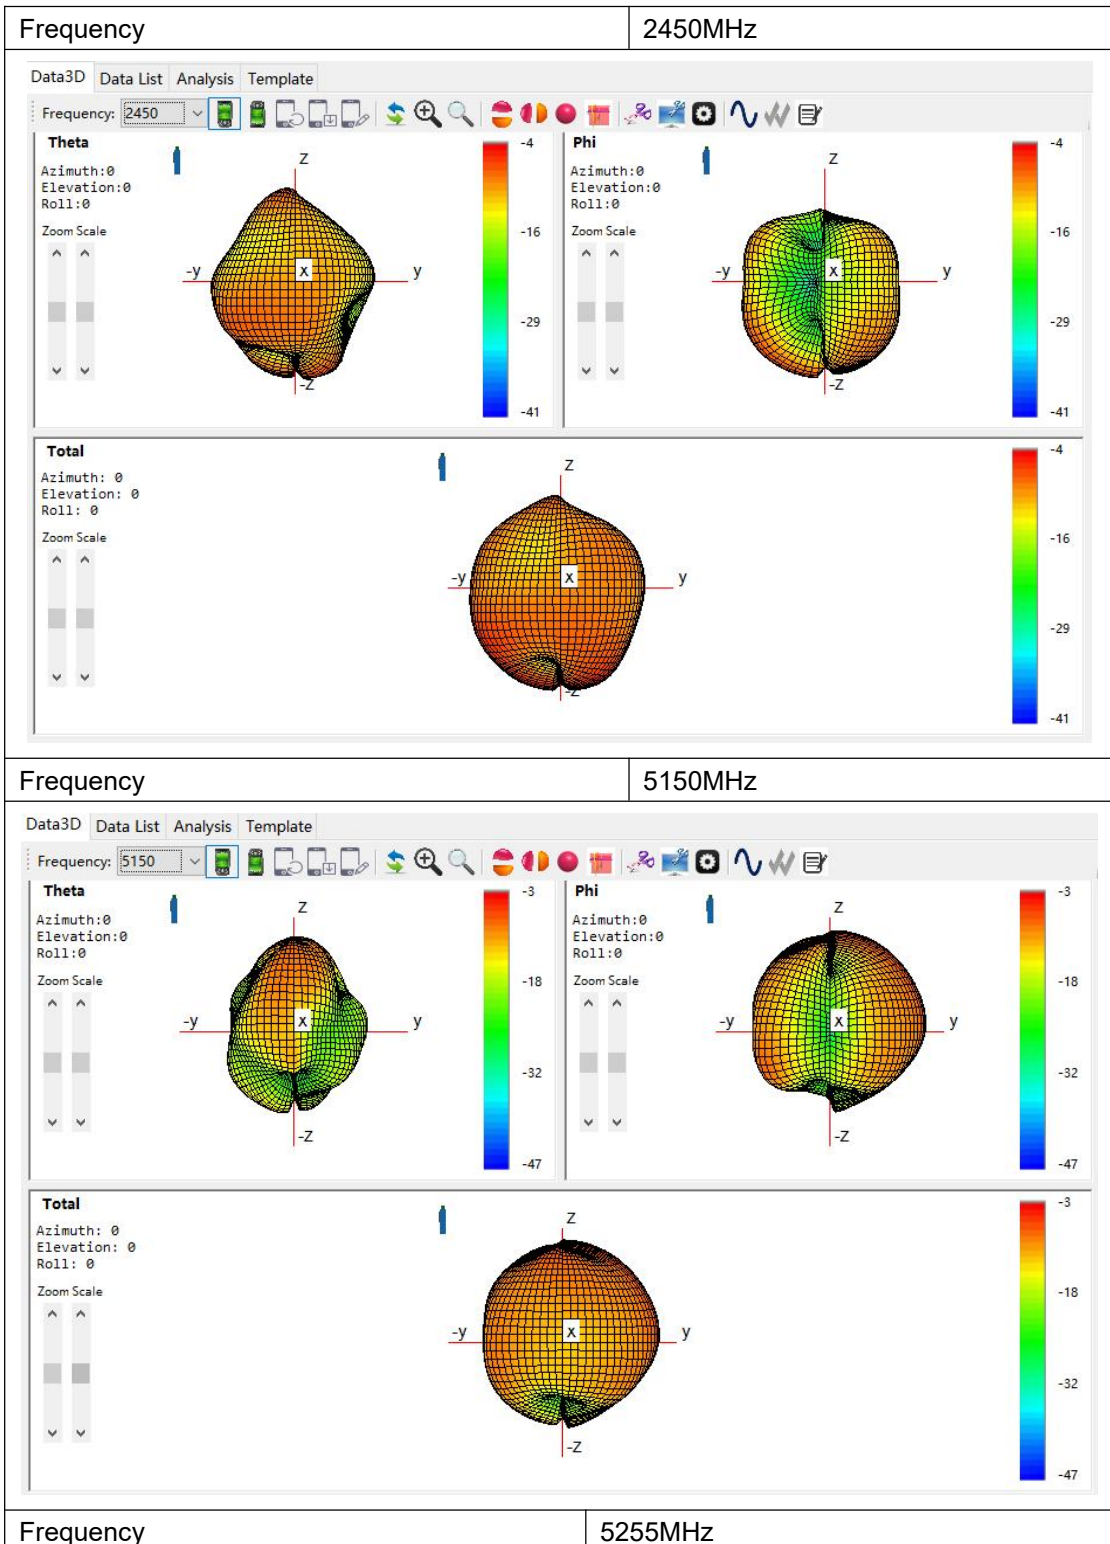 Frequency 2450MHz
Data3D Data List Analysis Template
Frequency: 2450
Theta
Azimuth:0
Elevation:0
Roll:0
Zoom Scale
Z
-y x y
-Z
-4
-16
-29
-41
Phi
Azimuth:0
Elevation:0
Roll:0
Zoom Scale
Z
-y x y
-Z
-4
-16
-29
-41
Total
Azimuth: 0
Elevation: 0
Roll: 0
Zoom Scale
Z
-y x y
-Z
-4
-16
-29
-41
Frequency 5150MHz
Data3D Data List Analysis Template
Frequency: 5150
Theta
Azimuth:0
Elevation:0
Roll:0
Zoom Scale
Z
-y x y
-Z
-3
-18
-32
-47
Phi
Azimuth:0
Elevation:0
Roll:0
Zoom Scale
Z
-y x y
-Z
-3
-18
-32
-47
Total
Azimuth: 0
Elevation: 0
Roll: 0
Zoom Scale
Z
-y x y
-Z
-3
-18
-32
-47
Frequency 5255MHz